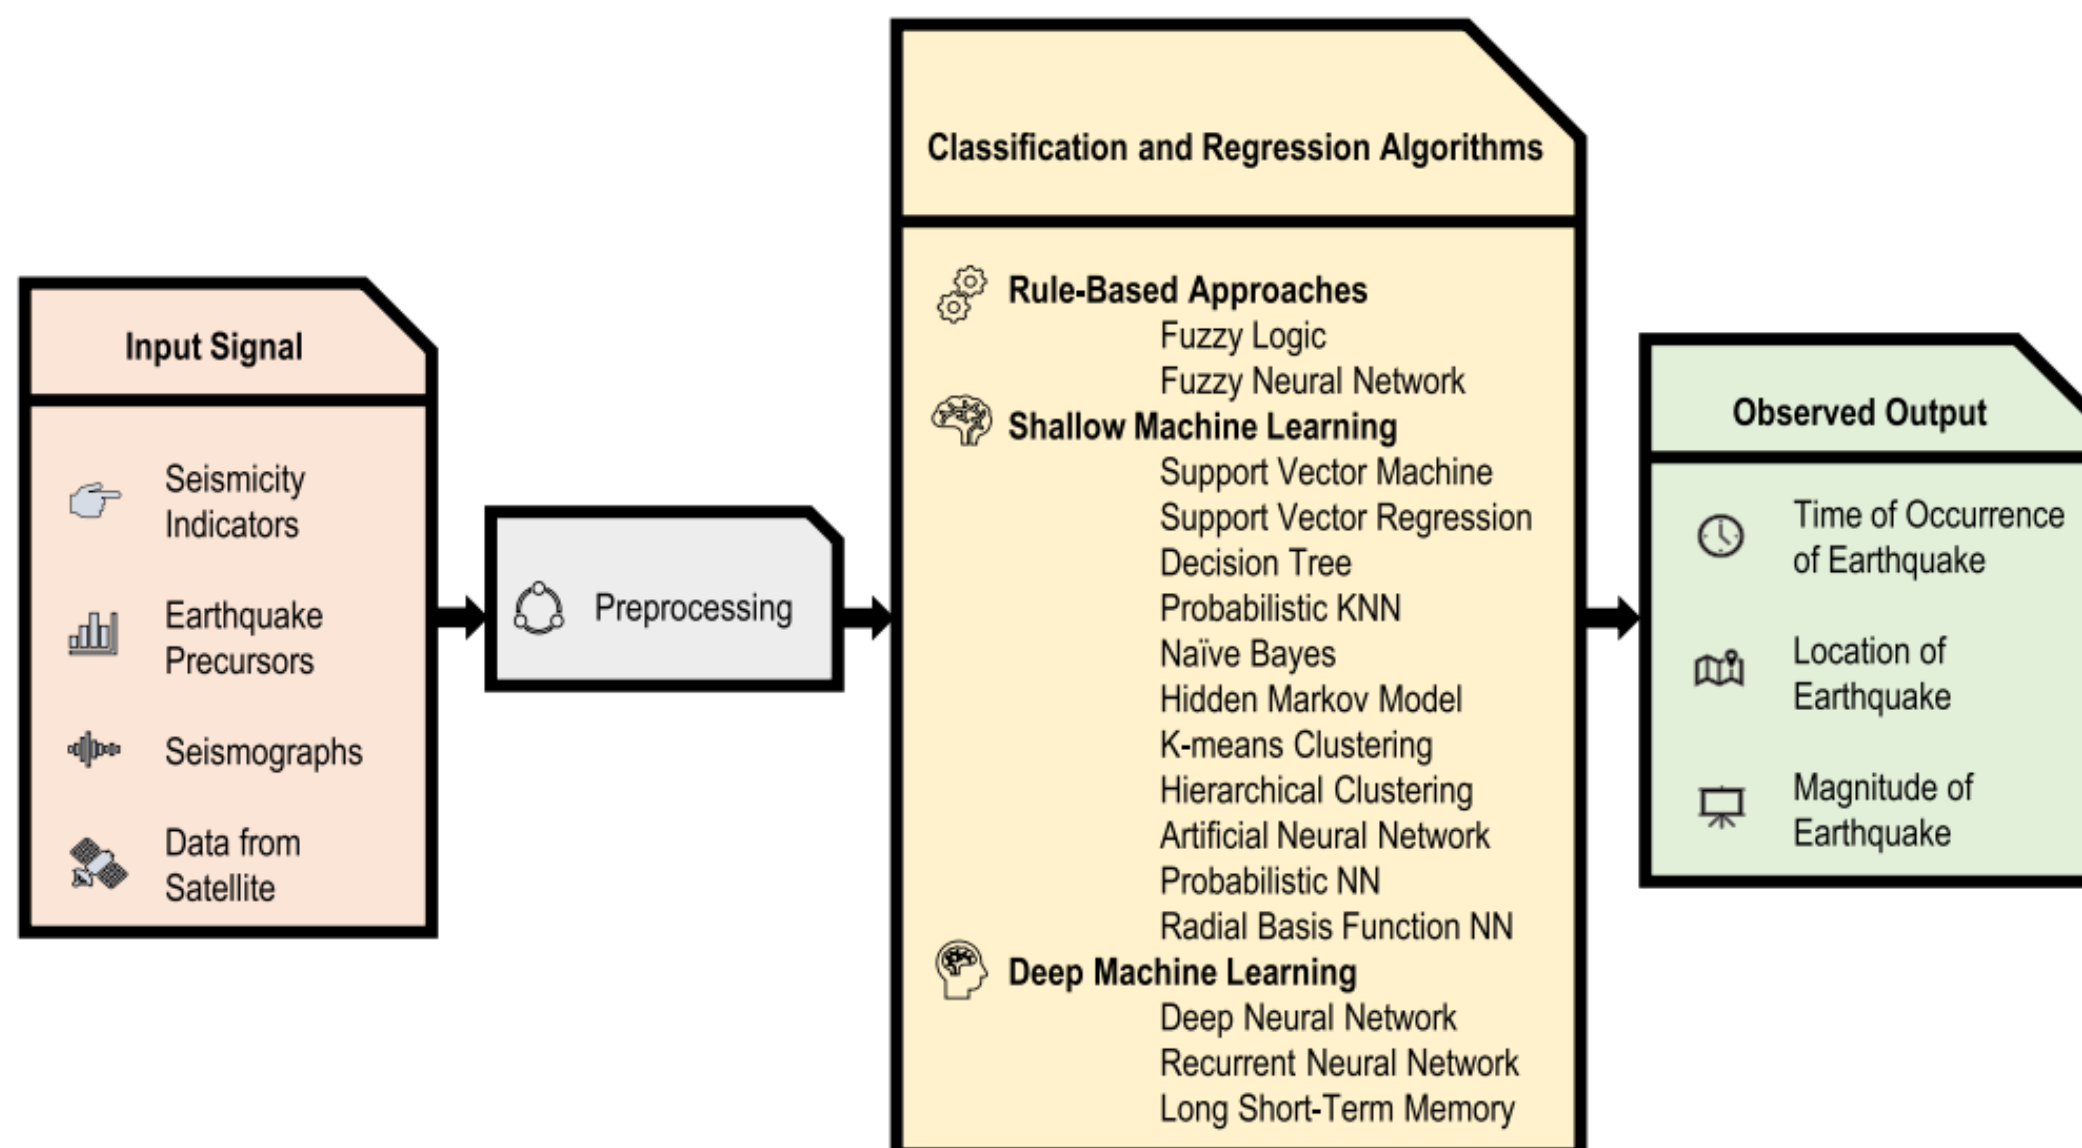 Input Signal
Seismicity
Indicators
Earthquake
Precursors
Seismographs
Data from
Satellite
Preprocessing
Classification and Regression Algorithms
Rule-Based Approaches
Fuzzy Logic
Fuzzy Neural Network
Shallow Machine Learning
Support Vector Machine
Support Vector Regression
Decision Tree
Probabilistic KNN
Naïve Bayes
Hidden Markov Model
K-means Clustering
Hierarchical Clustering
Artificial Neural Network
Probabilistic NN
Radial Basis Function NN
Deep Machine Learning
Deep Neural Network
Recurrent Neural Network
Long Short-Term Memory
Observed Output
Time of Occurrence
of Earthquake
Location of
Earthquake
Magnitude of
Earthquake